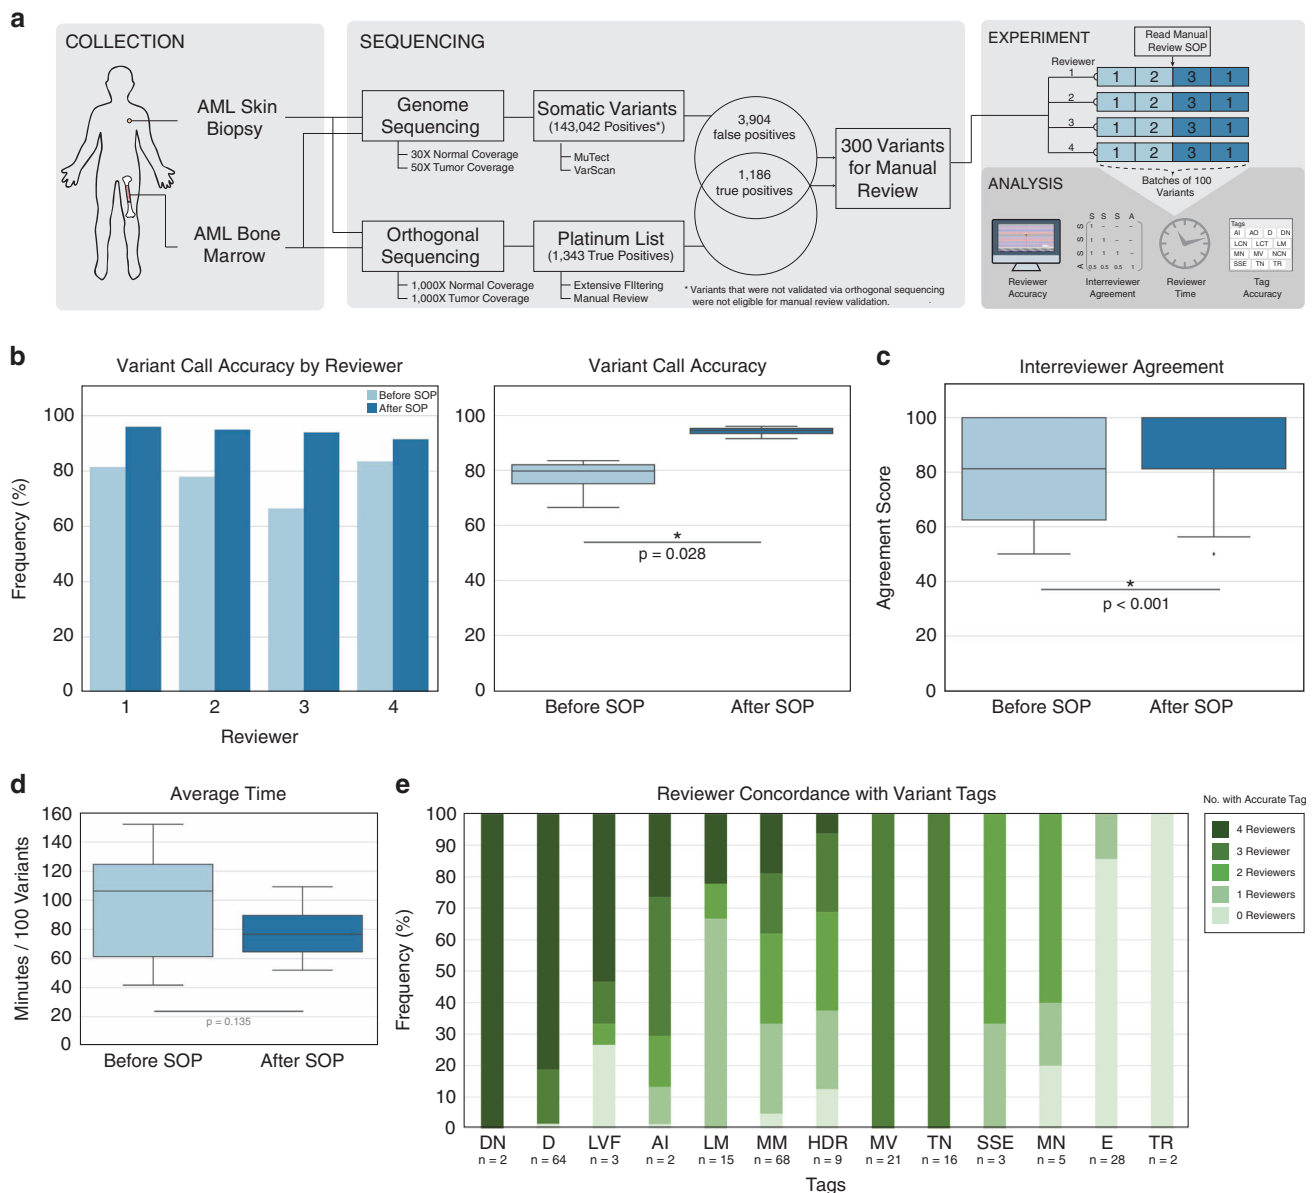 a
COLLECTION
AML Skin
Biopsy
AML Bone
Marrow
SEQUENCING
Genome
Sequencing
30X Normal Coverage
50X Tumor Coverage
Somatic Variants
(143,042 Positives*)
MuTect
VarScan
3,904
false positives
1,186
true positives
300 Variants
for Manual
Review
Orthogonal
Sequencing
1,000X Normal Coverage
1,000X Tumor Coverage
Platinum List
(1,343 True Positives)
Extensive FIltering
Manual Review
* Variants that were not validated via orthogonal sequencing
were not eligible for manual review validation.
EXPERIMENT
Read Manual
Review SOP
Reviewer
1 1 2 3 1
2 1 2 3 1
3 1 2 3 1
4 1 2 3 1
Batches of 100
Variants
ANALYSIS
S S S A
S 1 – – –
S 1 1 – –
S 1 1 1 –
A 0.5 0.5 0.5 1
Tags
AI AO D DN
LCN LCT LM
MN MV NCN
SSE TN TR
Reviewer
Accuracy
Interreviewer
Agreement
Reviewer
Time
Tag
Accuracy
b
Variant Call Accuracy by Reviewer
Before SOP
After SOP
Frequency (%)
100
80
60
40
20
0
1 2 3 4
Reviewer
Variant Call Accuracy
100
80
60
40
20
0
*
p = 0.028
Before SOP After SOP
c
Interreviewer Agreement
Agreement Score
100
80
60
40
20
0
*
p < 0.001
Before SOP After SOP
d
Average Time
Minutes / 100 Variants
160
140
120
100
80
60
40
20
0
p = 0.135
Before SOP After SOP
e
Reviewer Concordance with Variant Tags
Frequency (%)
100
90
80
70
60
50
40
30
20
10
0
DN D LVF AI LM MM HDR MV TN SSE MN E TR
n = 2 n = 64 n = 3 n = 2 n = 15 n = 68 n = 9 n = 21 n = 16 n = 3 n = 5 n = 28 n = 2
Tags
No. with Accurate Tag
4 Reviewers
3 Reviewer
2 Reviewers
1 Reviewers
0 Reviewers